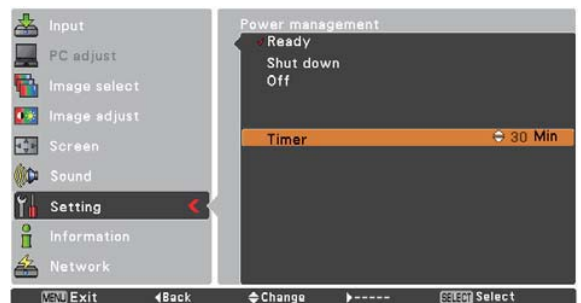 Input
PC adjust
Image select
Image adjust
Screen
Sound
Setting
Information
Network
Power management
Ready
Shut down
Off
Timer 30 Min
MENU Exit Back Change ----- SELECT Select